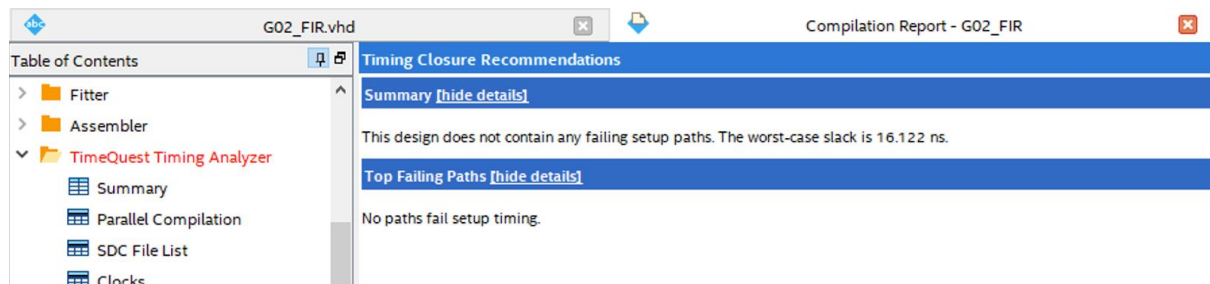 abc G02_FIR.vhd
Compilation Report - G02_FIR
Table of Contents
Fitter
Assembler
TimeQuest Timing Analyzer
Summary
Parallel Compilation
SDC File List
Clocks
Timing Closure Recommendations
Summary [hide details]
This design does not contain any failing setup paths. The worst-case slack is 16.122 ns.
Top Failing Paths [hide details]
No paths fail setup timing.